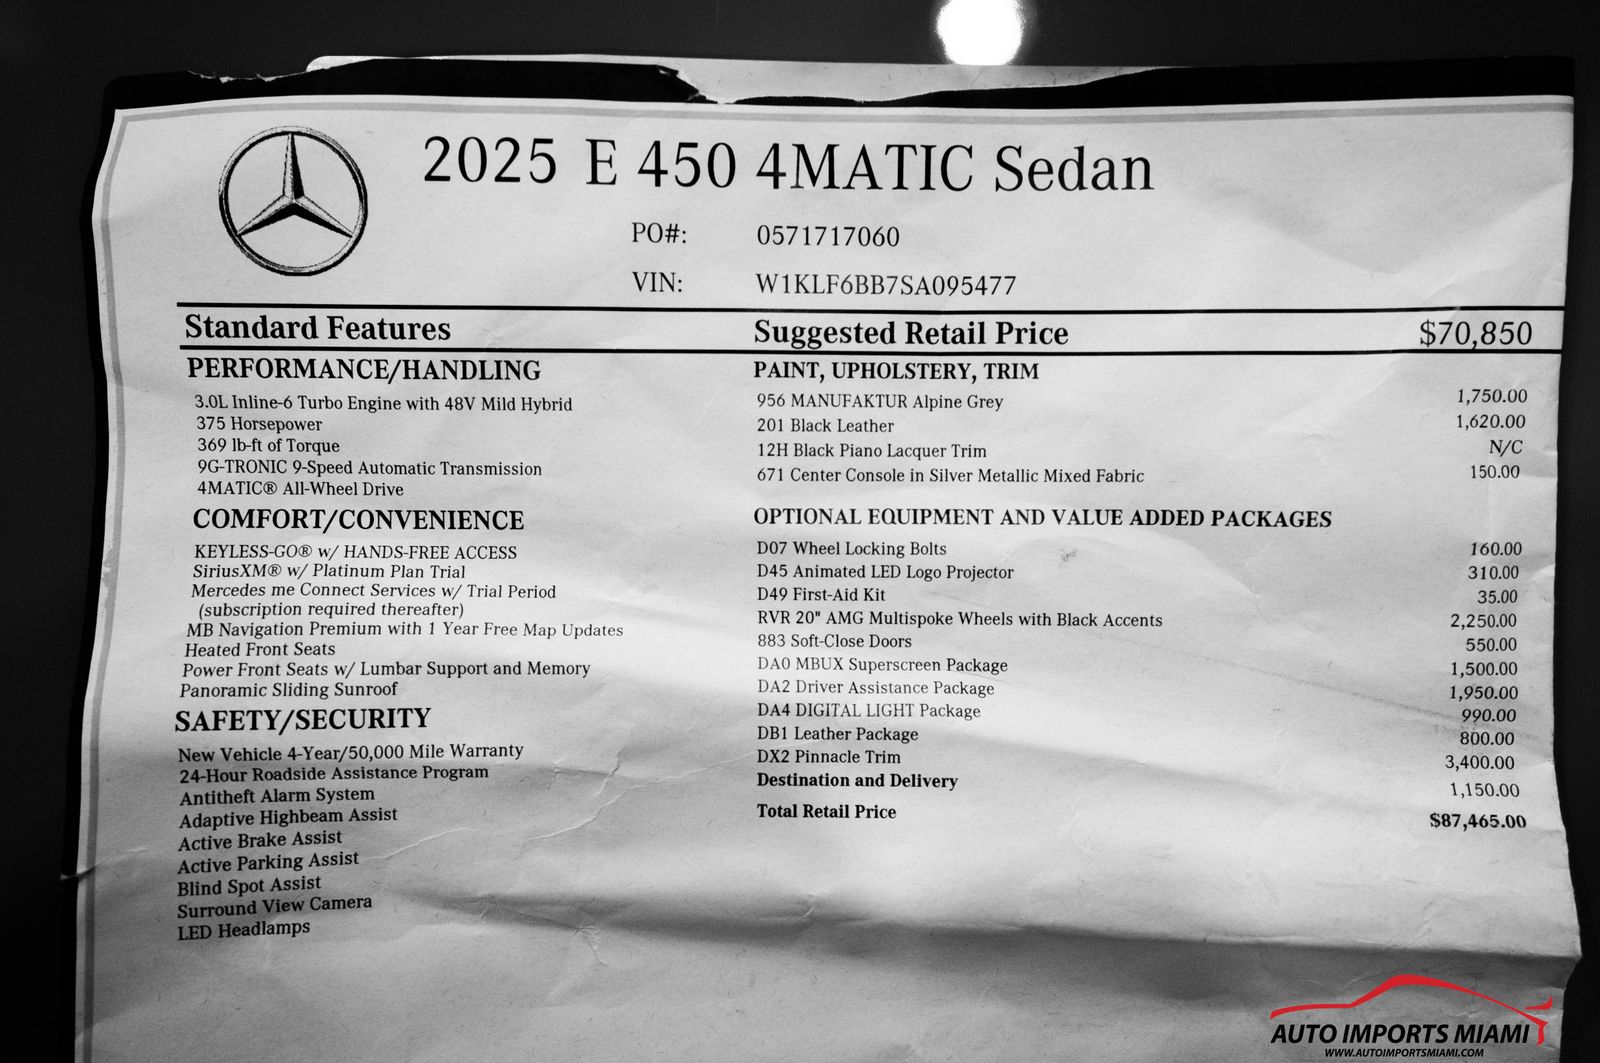 2025 E 450 4MATIC Sedan
PO#: 0571717060
VIN: W1KLF6BB7SA095477
Standard Features
PERFORMANCE/HANDLING
3.0L Inline-6 Turbo Engine with 48V Mild Hybrid
375 Horsepower
369 lb-ft of Torque
9G-TRONIC 9-Speed Automatic Transmission
4MATIC® All-Wheel Drive
COMFORT/CONVENIENCE
KEYLESS-GO® w/ HANDS-FREE ACCESS
SiriusXM® w/ Platinum Plan Trial
Mercedes me Connect Services w/ Trial Period
(subscription required thereafter)
MB Navigation Premium with 1 Year Free Map Updates
Heated Front Seats
Power Front Seats w/ Lumbar Support and Memory
Panoramic Sliding Sunroof
SAFETY/SECURITY
New Vehicle 4-Year/50,000 Mile Warranty
24-Hour Roadside Assistance Program
Antitheft Alarm System
Adaptive Highbeam Assist
Active Brake Assist
Active Parking Assist
Blind Spot Assist
Surround View Camera
LED Headlamps
Suggested Retail Price $70,850
PAINT, UPHOLSTERY, TRIM
956 MANUFAKTUR Alpine Grey 1,750.00
201 Black Leather 1,620.00
12H Black Piano Lacquer Trim N/C
671 Center Console in Silver Metallic Mixed Fabric 150.00
OPTIONAL EQUIPMENT AND VALUE ADDED PACKAGES
D07 Wheel Locking Bolts 160.00
D45 Animated LED Logo Projector 310.00
D49 First-Aid Kit 35.00
RVR 20" AMG Multispoke Wheels with Black Accents 2,250.00
883 Soft-Close Doors 550.00
DA0 MBUX Superscreen Package 1,500.00
DA2 Driver Assistance Package 1,950.00
DA4 DIGITAL LIGHT Package 990.00
DB1 Leather Package 800.00
DX2 Pinnacle Trim 3,400.00
Destination and Delivery 1,150.00
Total Retail Price $87,465.00
AUTO IMPORTS MIAMI
WWW.AUTOIMPORTSMIAMI.COM